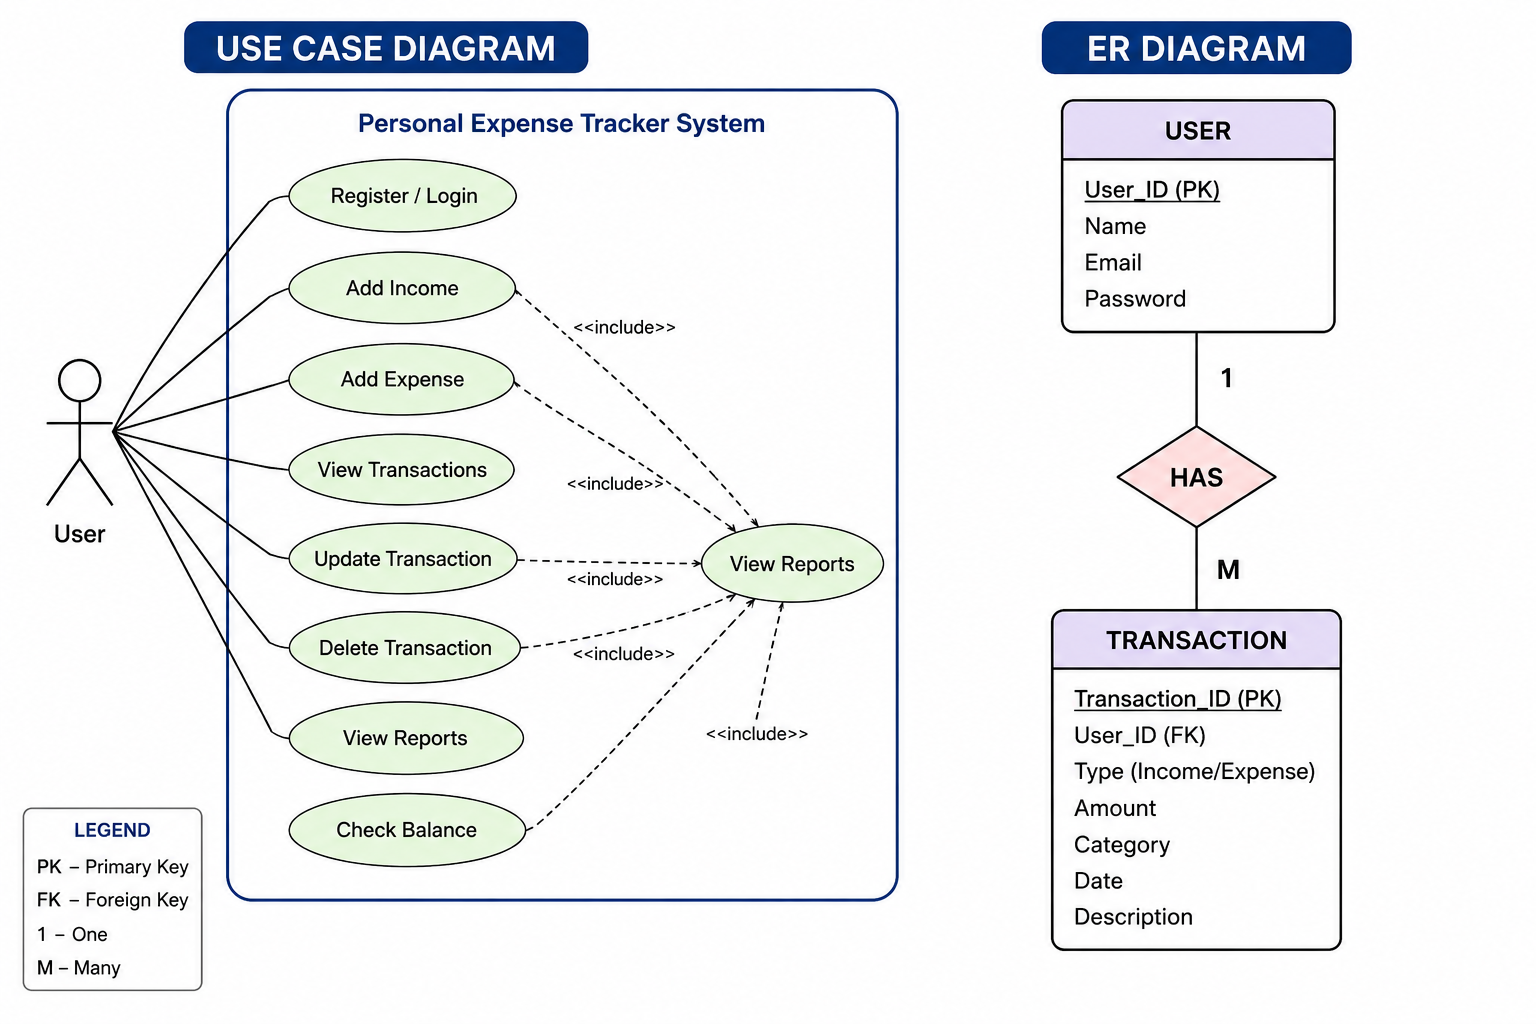 USE CASE DIAGRAM
Personal Expense Tracker System
Register / Login
Add Income
<<include>>
Add Expense
View Transactions
<<include>>
User
Update Transaction
<<include>>
View Reports
Delete Transaction
<<include>>
View Reports
<<include>>
Check Balance
LEGEND
PK – Primary Key
FK – Foreign Key
1 – One
M – Many
ER DIAGRAM
USER
User_ID (PK)
Name
Email
Password
1
HAS
M
TRANSACTION
Transaction_ID (PK)
User_ID (FK)
Type (Income/Expense)
Amount
Category
Date
Description